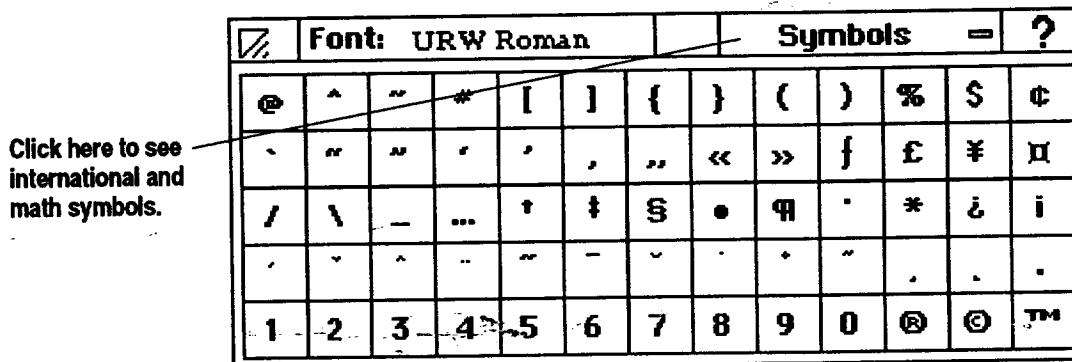 Font: URW Roman Symbols ?
@ ^ ~ # [ ] { } ( ) % $ ¢
Click here to see
international and
math symbols.
« » ƒ £ ¥ ¤
/ \ _ … † ‡ § • ¶ · * ¿ ¡
1 2 3 4 5 6 7 8 9 0 ® © ™